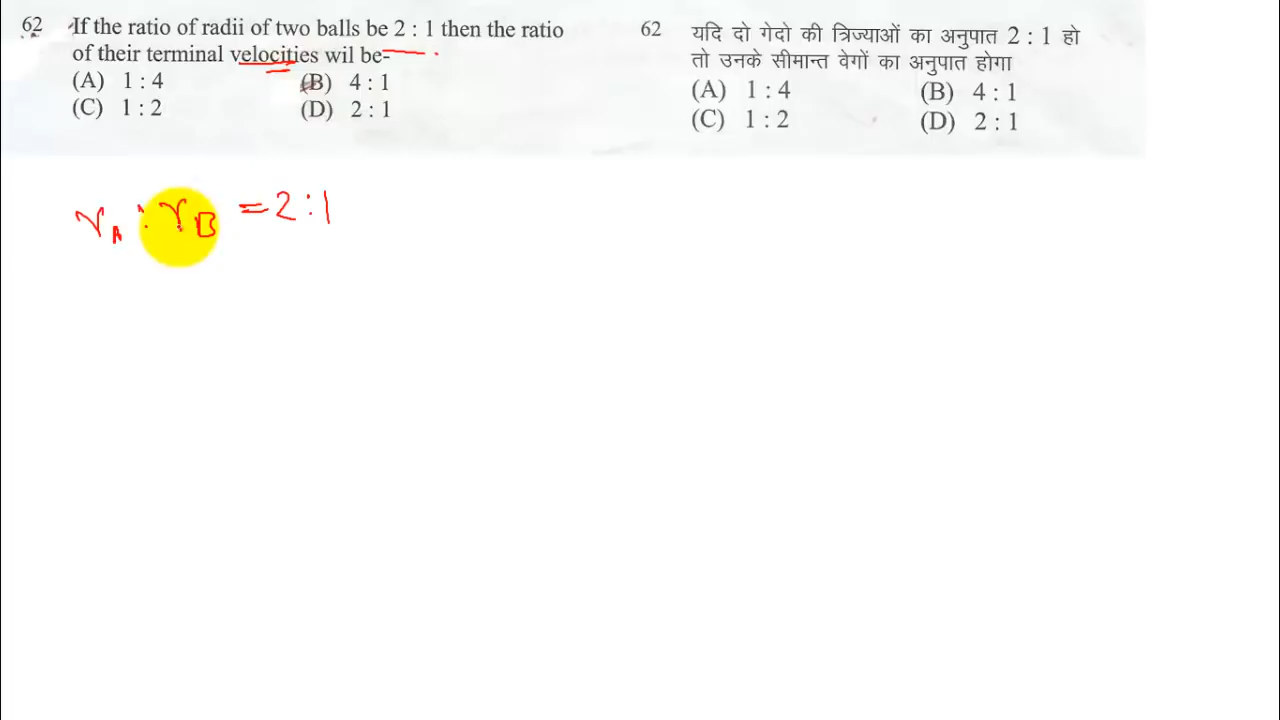 62 If the ratio of radii of two balls be 2 : 1 then the ratio
of their terminal velocities wil be-
(A) 1 : 4 (B) 4 : 1
(C) 1 : 2 (D) 2 : 1
62 यदि दो गेदो की त्रिज्याओं का अनुपात 2 : 1 हो
तो उनके सीमान्त वेगों का अनुपात होगा
(A) 1 : 4 (B) 4 : 1
(C) 1 : 2 (D) 2 : 1
r_A : r_B = 2 : 1